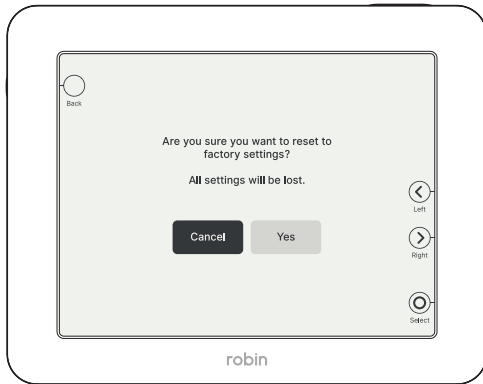 Back
Are you sure you want to reset to
factory settings?
All settings will be lost.
Left
Cancel Yes
Right
Select
robin